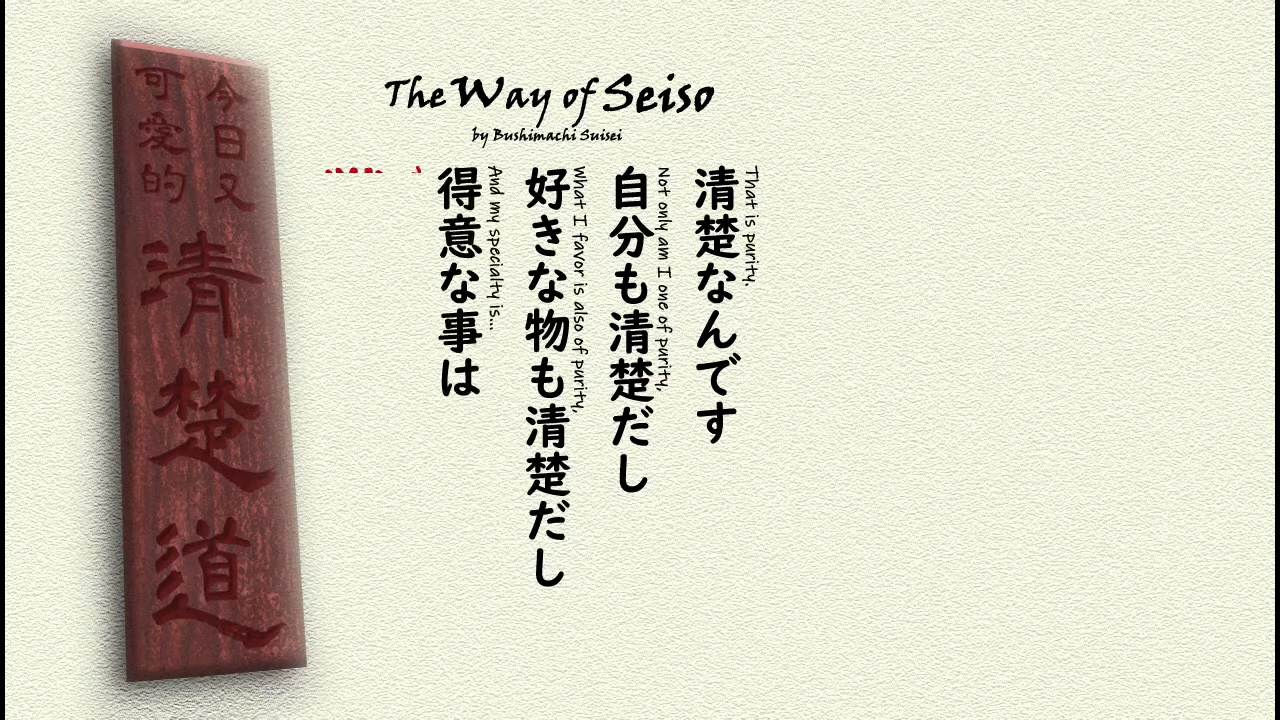 今日又
可愛的
清楚道
The Way of Seiso
by Bushimachi Suisei
清楚なんです
That is purity.
自分も清楚だし
Not only am I one of purity,
好きな物も清楚だし
What I favor is also of purity,
得意な事は
And my specialty is...